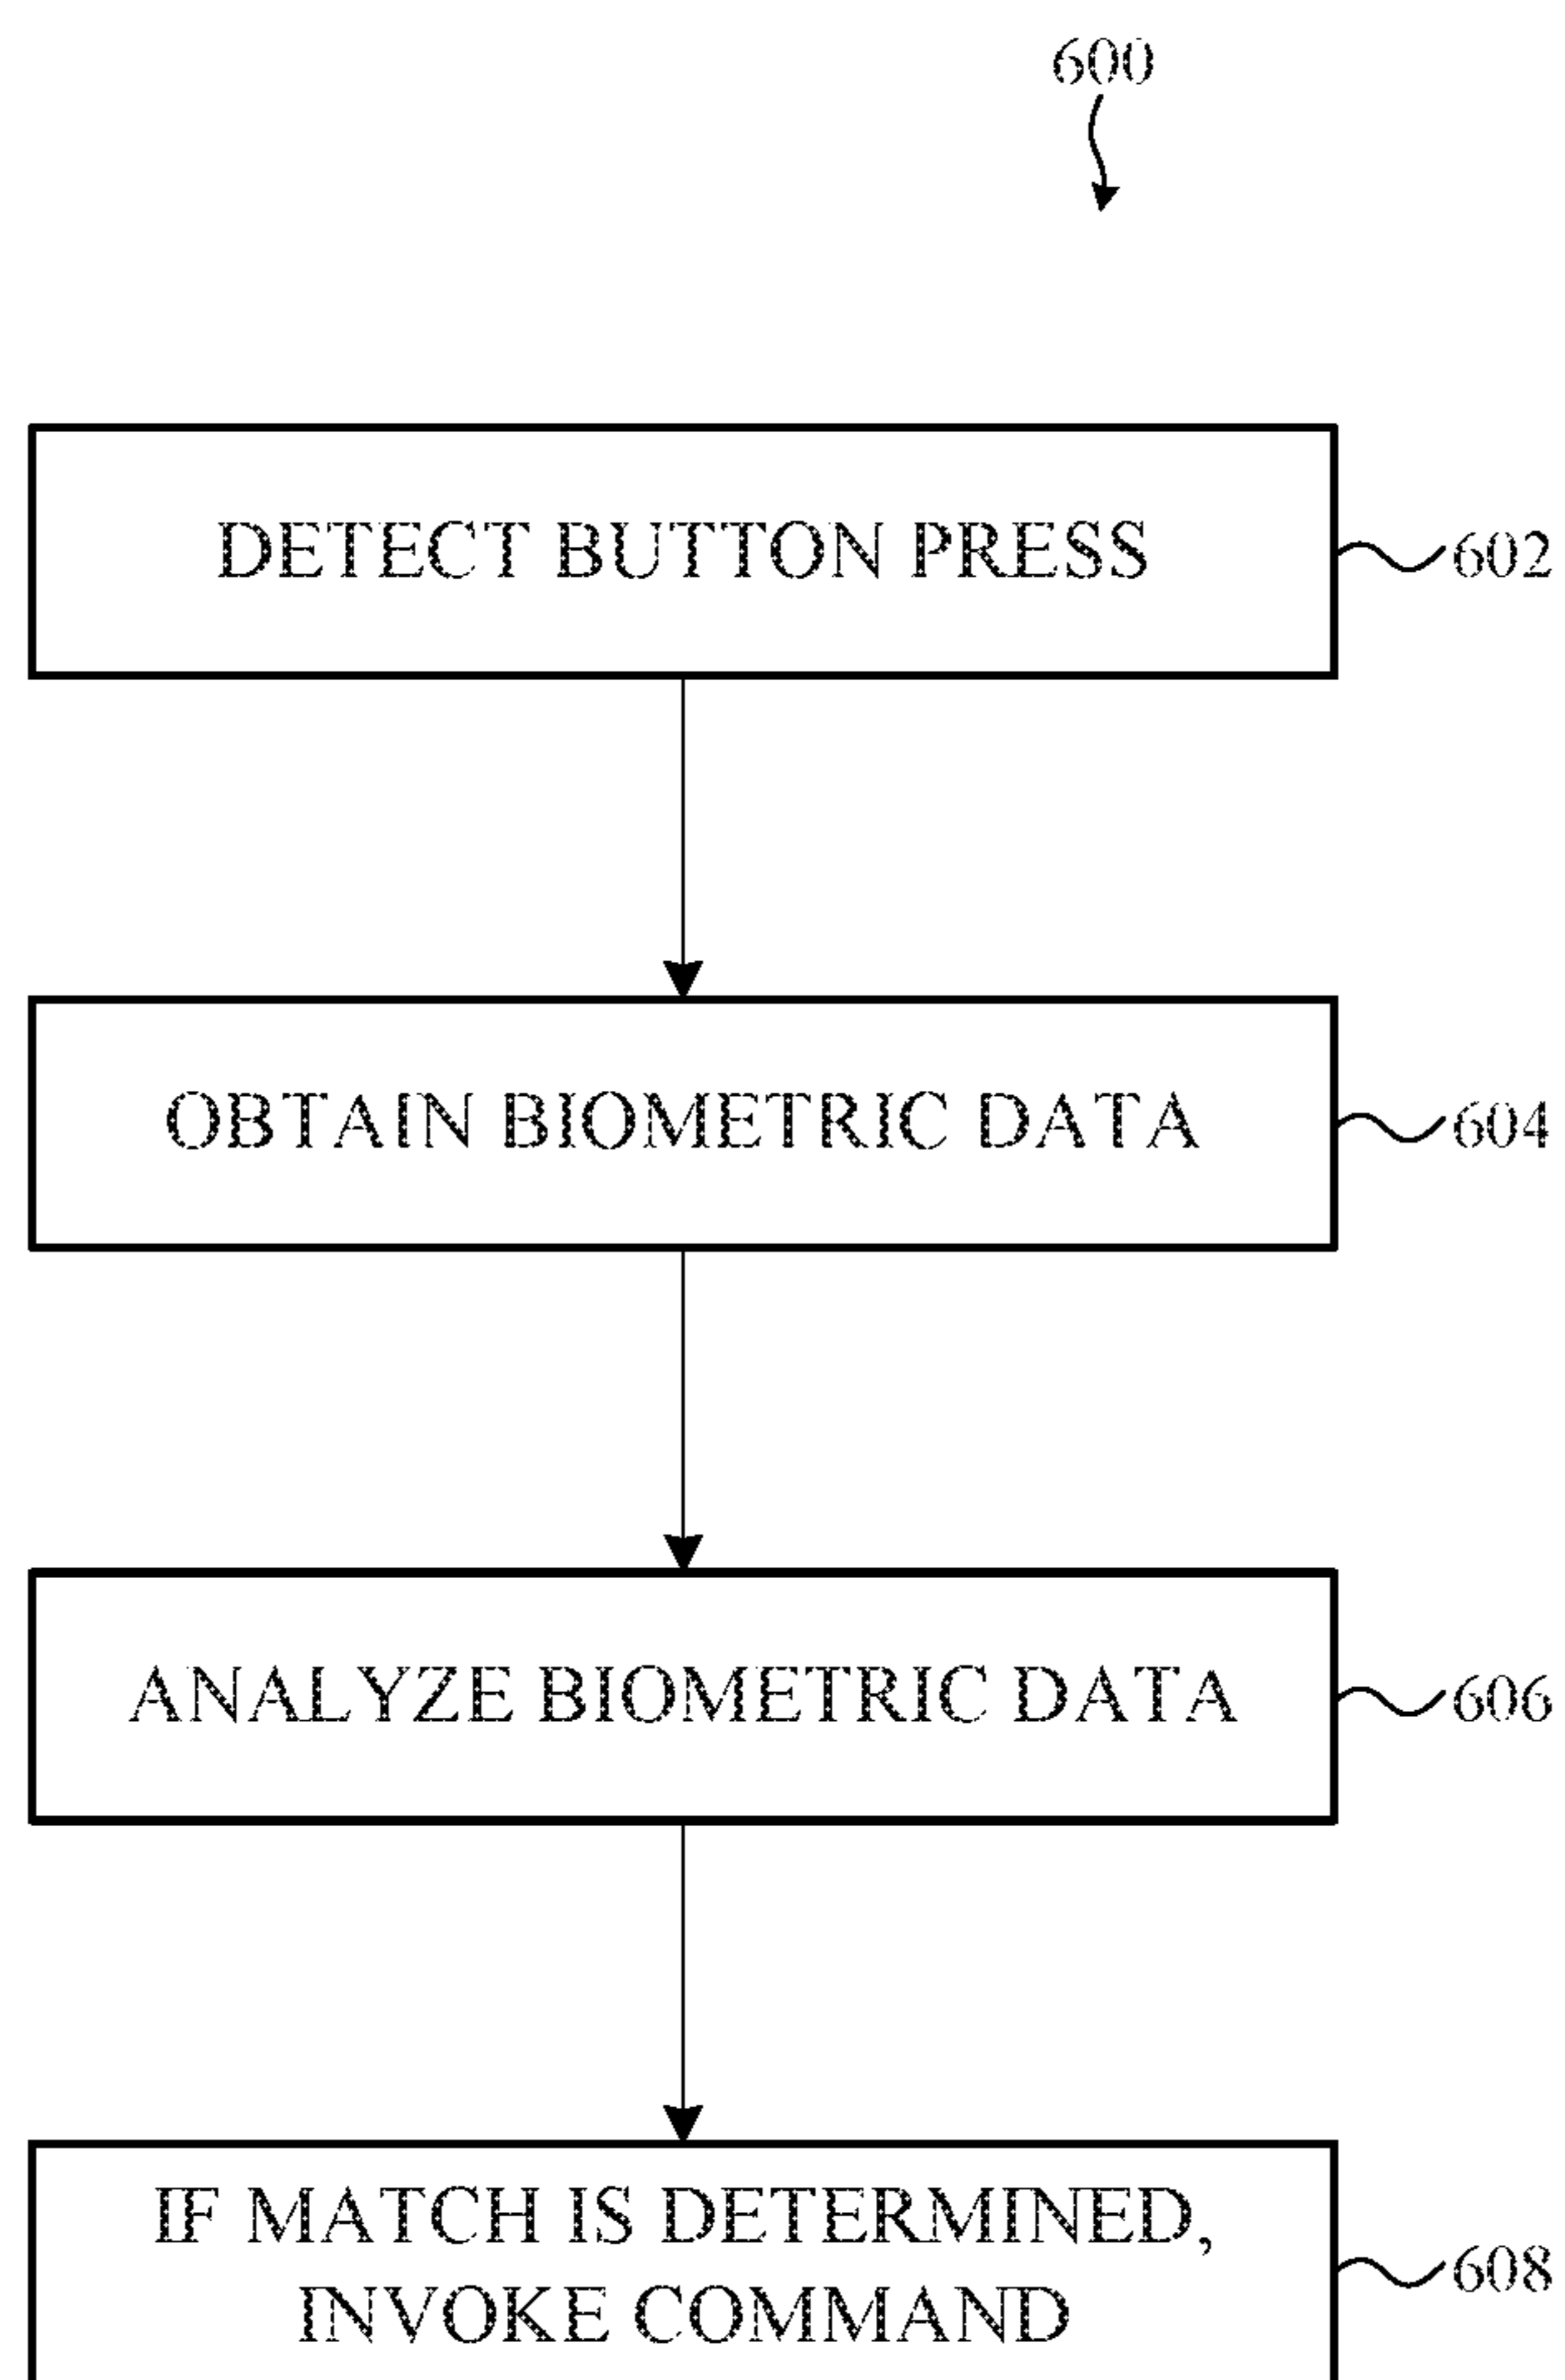 600
DETECT BUTTON PRESS
602
OBTAIN BIOMETRIC DATA
604
ANALYZE BIOMETRIC DATA
606
IF MATCH IS DETERMINED,
INVOKE COMMAND
608